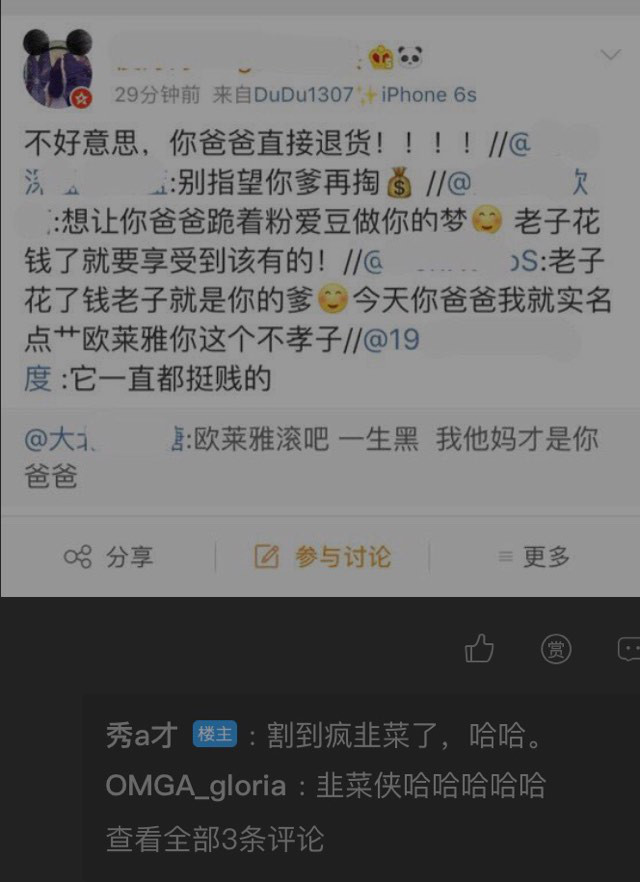 29分钟前 来自DuDu1307✨iPhone 6s
不好意思，你爸爸直接退货！！！！//@
:别指望你爹再掏💰 //@
:想让你爸爸跪着粉爱豆做你的梦😊 老子花
钱了就要享受到该有的！//@ S:老子
花了钱老子就是你的爹😊今天你爸爸我就实名
点艹欧莱雅你这个不孝子//@19
度 :它一直都挺贱的
@大 :欧莱雅滚吧 一生黑 我他妈才是你
爸爸
分享 参与讨论 更多
赏
秀a才 楼主 : 割到疯韭菜了，哈哈。
OMGA_gloria : 韭菜侠哈哈哈哈哈
查看全部3条评论